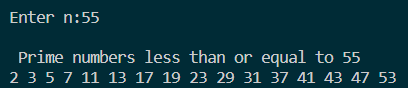 Enter n:55
Prime numbers less than or equal to 55
2 3 5 7 11 13 17 19 23 29 31 37 41 43 47 53